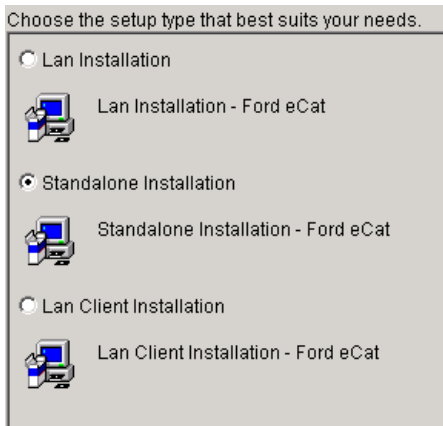 Choose the setup type that best suits your needs.
Lan Installation
Lan Installation - Ford eCat
Standalone Installation
Standalone Installation - Ford eCat
Lan Client Installation
Lan Client Installation - Ford eCat